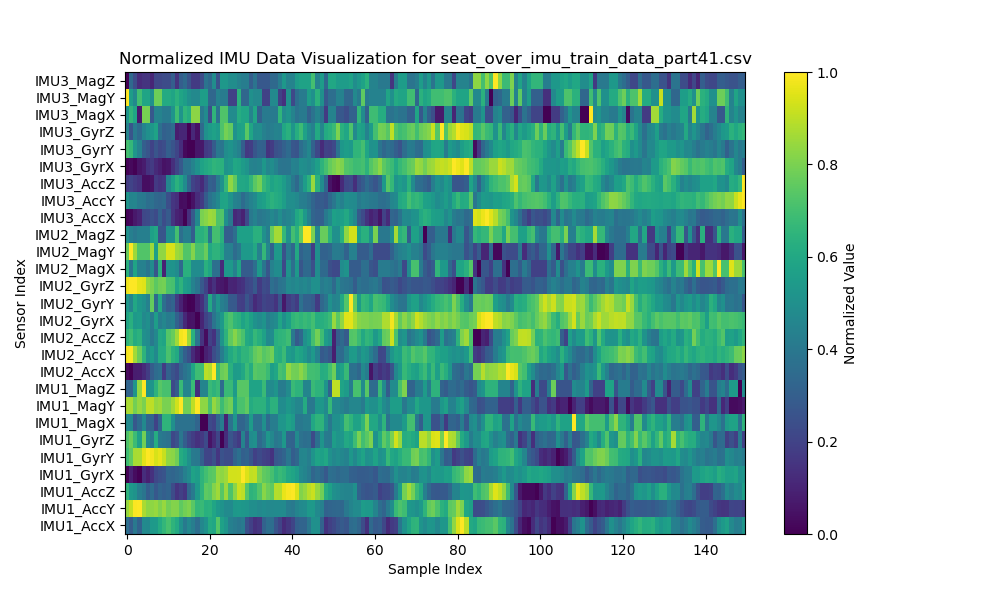 Normalized IMU Data Visualization for seat_over_imu_train_data_part41.csv
IMU3_MagZ
IMU3_MagY
IMU3_MagX
IMU3_GyrZ
IMU3_GyrY
IMU3_GyrX
IMU3_AccZ
IMU3_AccY
IMU3_AccX
IMU2_MagZ
IMU2_MagY
IMU2_MagX
IMU2_GyrZ
IMU2_GyrY
IMU2_GyrX
IMU2_AccZ
IMU2_AccY
IMU2_AccX
IMU1_MagZ
IMU1_MagY
IMU1_MagX
IMU1_GyrZ
IMU1_GyrY
IMU1_GyrX
IMU1_AccZ
IMU1_AccY
IMU1_AccX
Sensor Index
0 20 40 60 80 100 120 140
Sample Index
1.0
0.8
0.6
0.4
0.2
0.0
Normalized Value